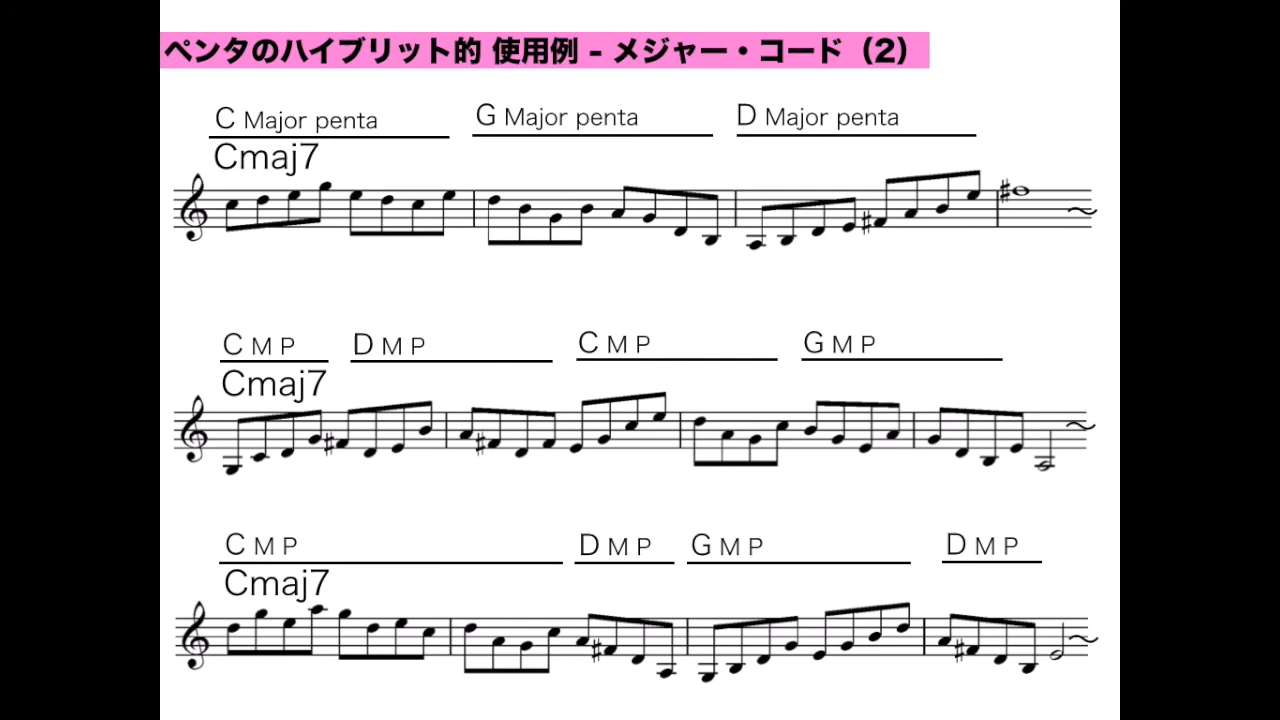 ペンタのハイブリット的 使用例 - メジャー・コード（2）
C Major penta G Major penta D Major penta
Cmaj7
C M P D M P C M P G M P
Cmaj7
C M P D M P G M P D M P
Cmaj7